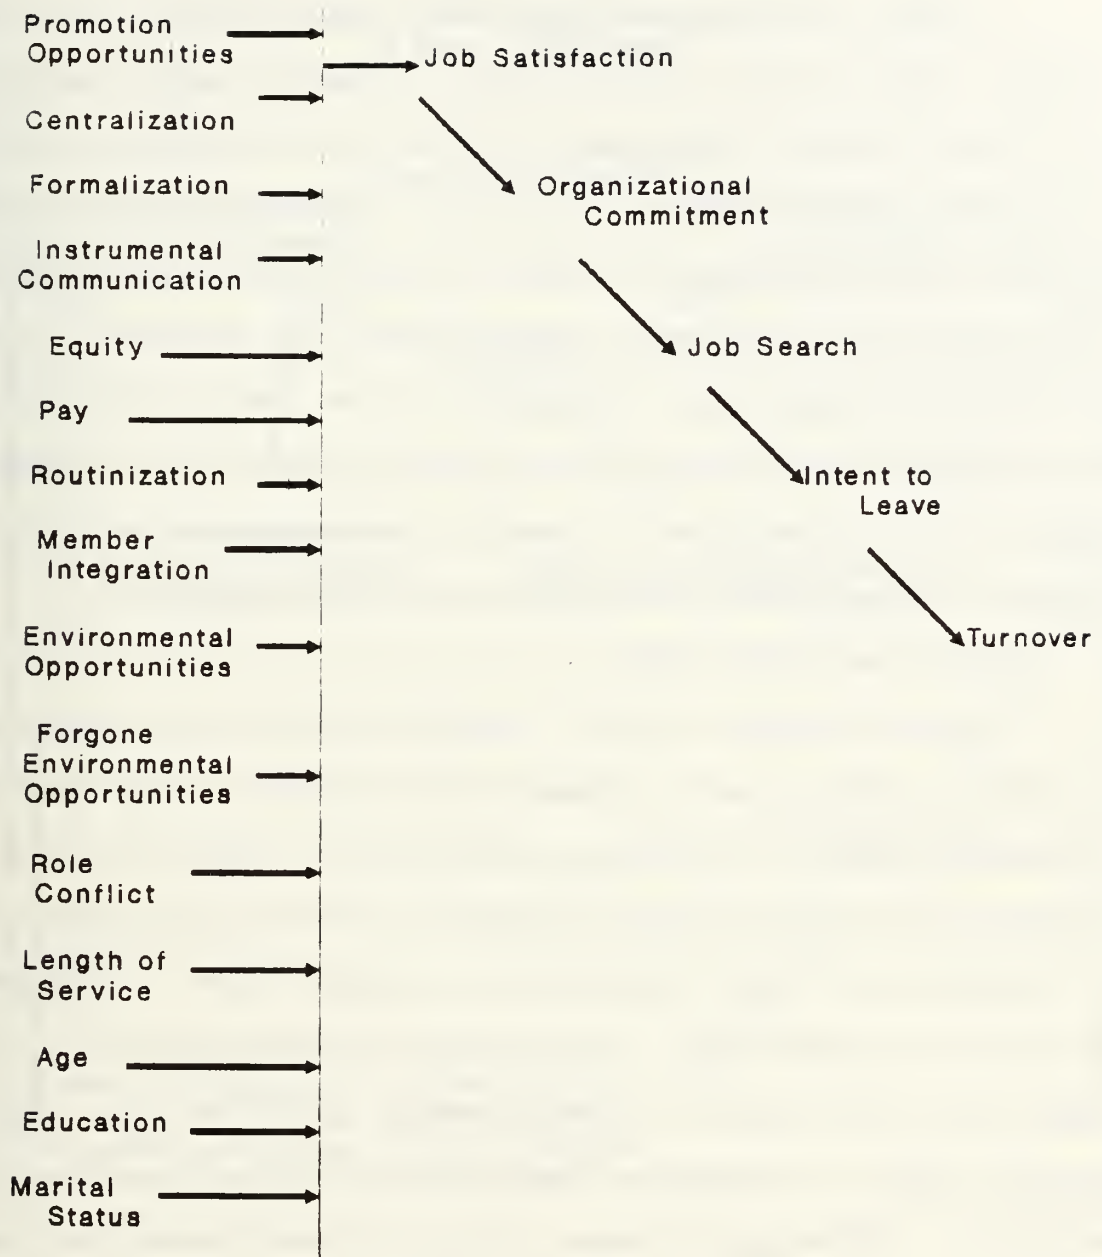 Promotion
Opportunities
Job Satisfaction
Centralization
Formalization
Organizational
Commitment
Instrumental
Communication
Equity
Job Search
Pay
Routinization
Intent to
Leave
Member
Integration
Environmental
Opportunities
Turnover
Forgone
Environmental
Opportunities
Role
Conflict
Length of
Service
Age
Education
Marital
Status